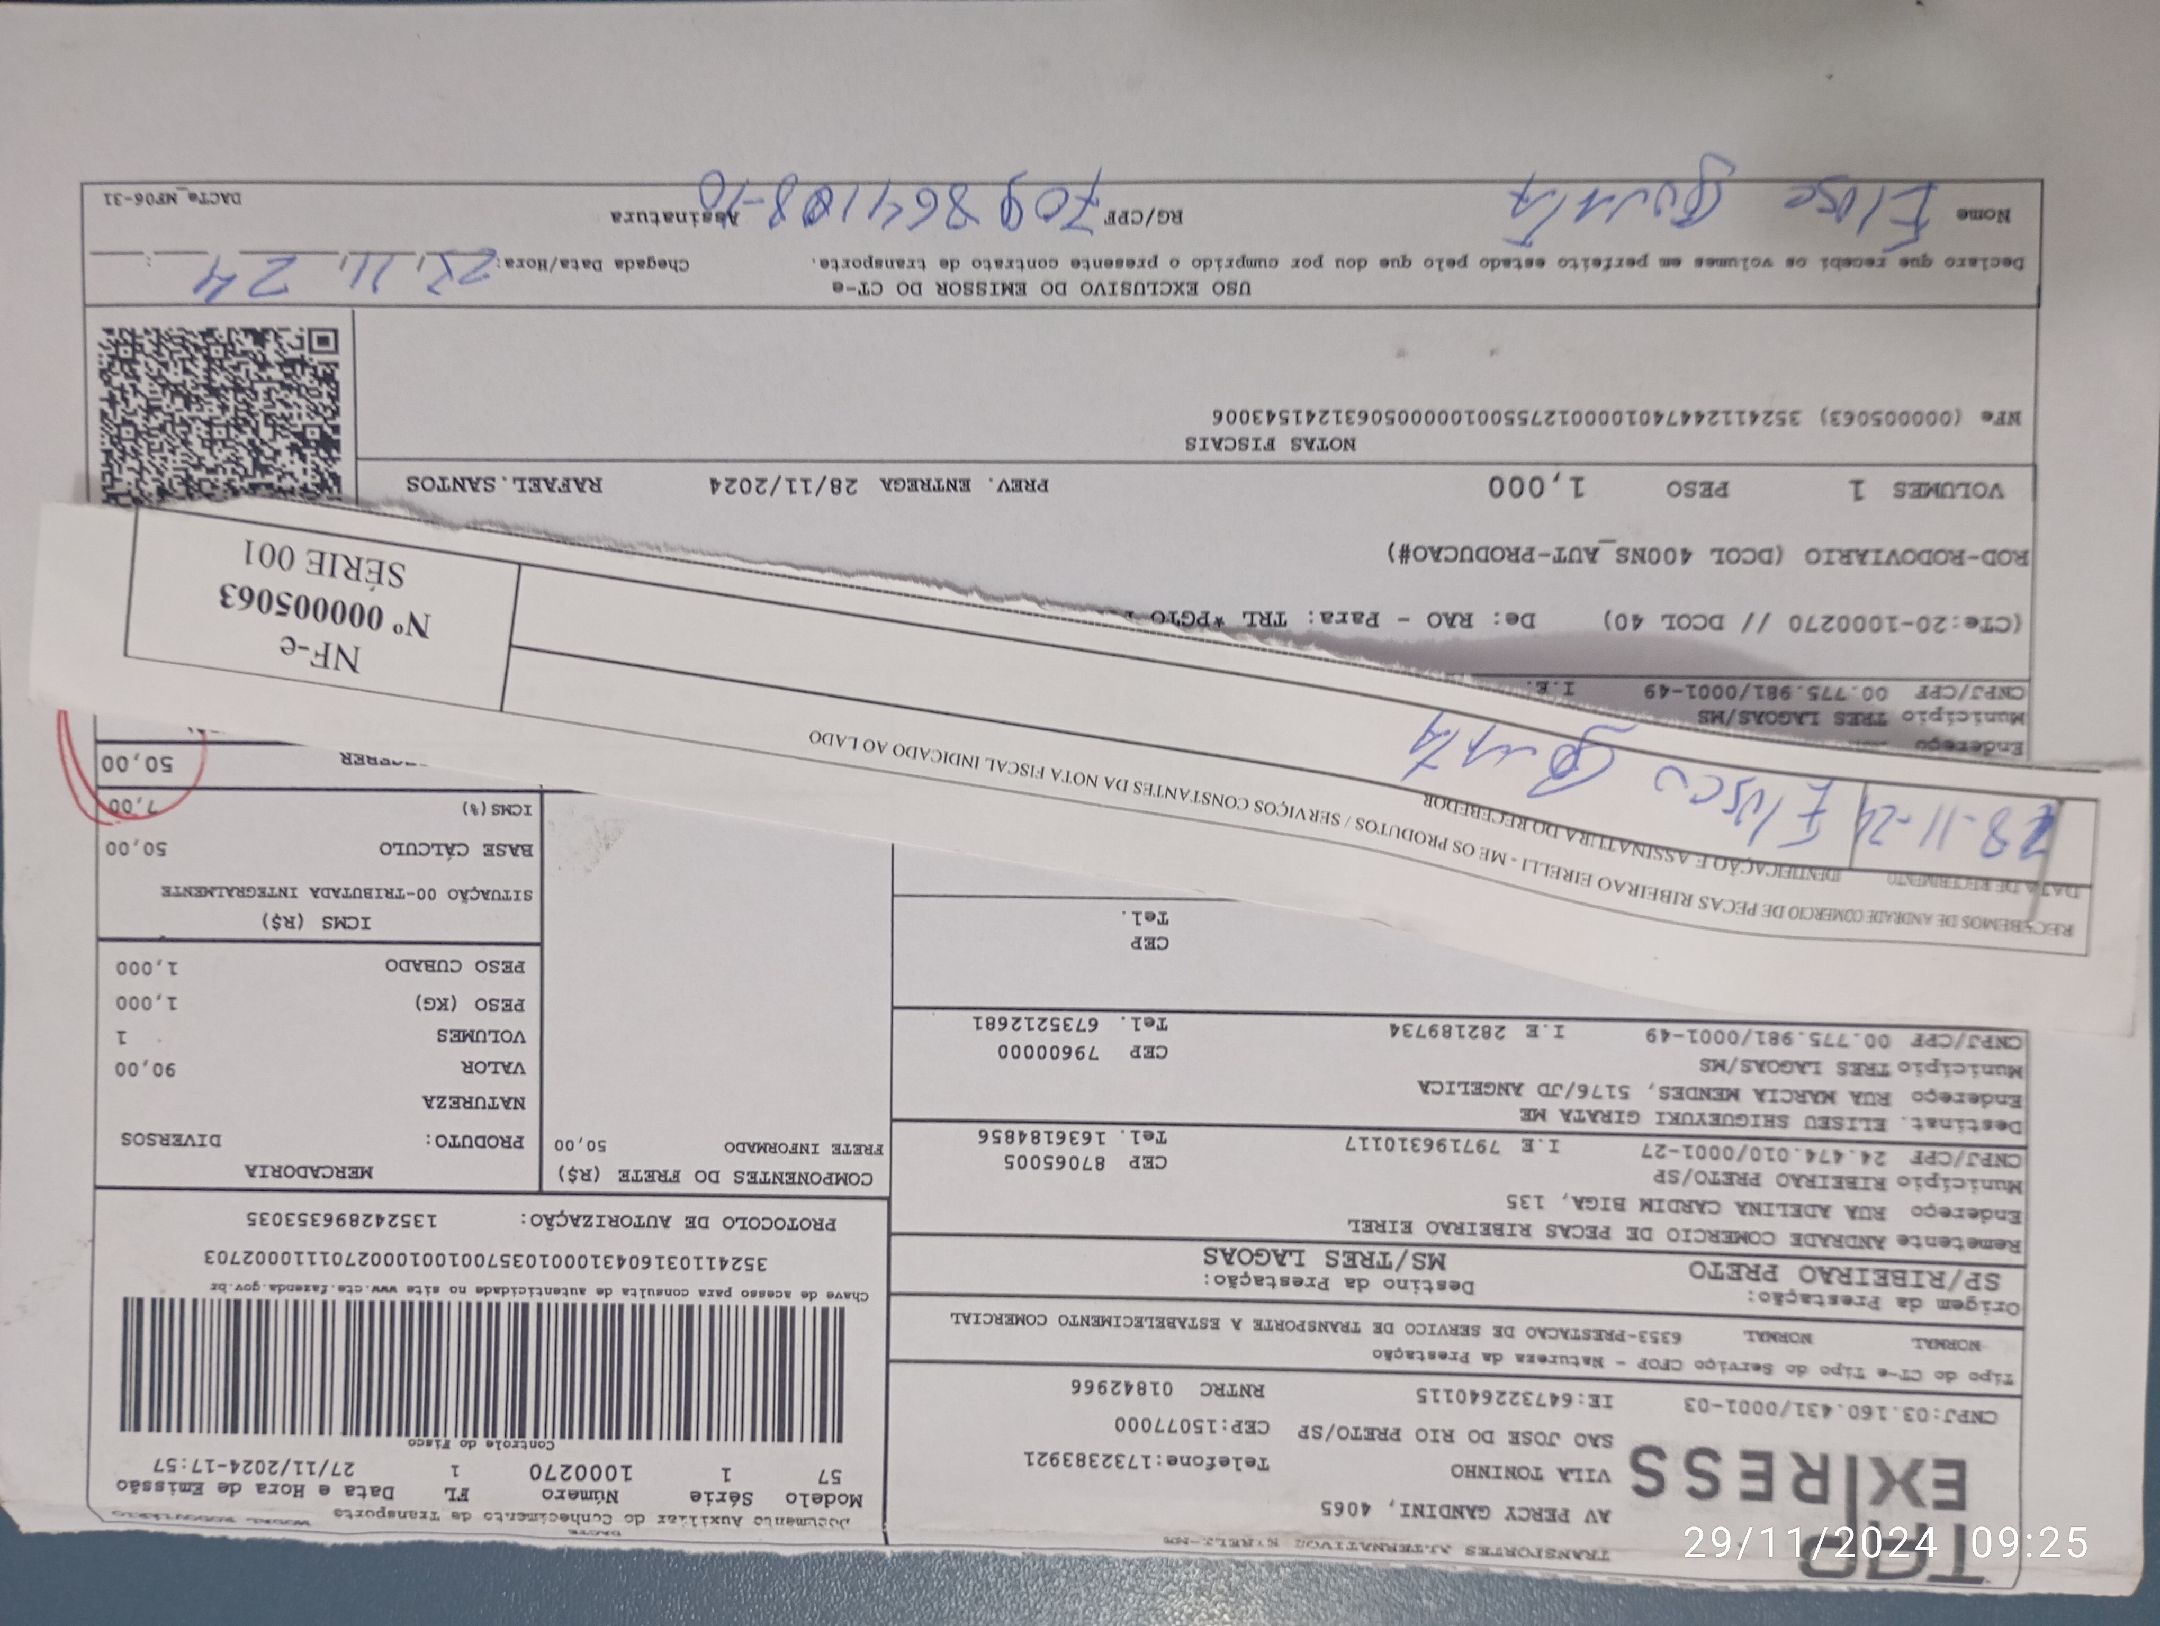 DACTE
Documento Auxiliar do Conhecimento de Transporte
Modelo Série Número FL Data e Hora de Emissão
57 1 1000270 1 27/11/2024-17:57
Controle do Fisco
AV PERCY GANDINI, 4065
VILA TONINHO Telefone:1732383921
SAO JOSE DO RIO PRETO/SP CEP:15077000
EXPRESS
CNPJ:03.160.431/0001-03 IE:647322640115 RNTRC 01842966
Tipo do CT-e Tipo do Serviço CFOP - Natureza da Prestação
NORMAL NORMAL 6353-PRESTACAO DE SERVICO DE TRANSPORTE A ESTABELECIMENTO COMERCIAL
Chave de acesso para consulta de autenticidade no site www.cte.fazenda.gov.br
35241103160431000103570010010002701110002703
PROTOCOLO DE AUTORIZAÇÃO: 135242896353035
Origem da Prestação: Destino da Prestação:
SP/RIBEIRAO PRETO MS/TRES LAGOAS
Remetente ANDRADE COMERCIO DE PECAS RIBEIRAO EIREL
Endereço RUA ADELINA CARDIM BIGA, 135
Município RIBEIRAO PRETO/SP CEP 87065005
CNPJ/CPF 24.474.010/0001-27 I.E 797196310117 Tel. 1636184856
Destinat. ELISEU SHIGUEYUKI GIRATA ME
Endereço RUA MARCIA MENDES, 5176/JD ANGELICA
Município TRES LAGOAS/MS CEP 79600000
CNPJ/CPF 00.775.981/0001-49 I.E 282189734 Tel. 6735212681
CEP
Tel.
COMPONENTES DO FRETE (R$)
FRETE INFORMADO 50,00
MERCADORIA
PRODUTO: DIVERSOS
NATUREZA
VALOR 90,00
VOLUMES 1
PESO (KG) 1,000
PESO CUBADO 1,000
ICMS (R$)
SITUAÇÃO 00-TRIBUTADA INTEGRALMENTE
BASE CÁLCULO 50,00
ICMS(%) 7,00
50,00
RECEBEMOS DE ANDRADE COMERCIO DE PECAS RIBEIRAO EIRELLI - ME OS PRODUTOS / SERVIÇOS CONSTANTES DA NOTA FISCAL INDICADO AO LADO
DATA DE RECEBIMENTO IDENTIFICAÇÃO E ASSINATURA DO RECEBEDOR
28-11-24
NF-e
Nº 000005063
SÉRIE 001
Endereço
Município TRES LAGOAS/MS
CNPJ/CPF 00.775.981/0001-49 I.E.
(CTe:20-1000270 // DCOL 40) De: RAO - Para: TRL *PGTO
ROD-RODOVIARIO (DCOL 400NS_AUT-PRODUCAO#)
VOLUMES 1 PESO 1,000 PREV. ENTREGA 28/11/2024 RAFAEL.SANTOS
NOTAS FISCAIS
NFe (000005063) 35241124474010000127550010000050631241543006
USO EXCLUSIVO DO EMISSOR DO CT-e
Declaro que recebi os volumes em perfeito estado pelo que dou por cumprido o presente contrato de transporte. Chegada Data/Hora: 28, 11, 24
Nome RG/CPF Assinatura
DACTe_MF06-31
29/11/2024 09:25